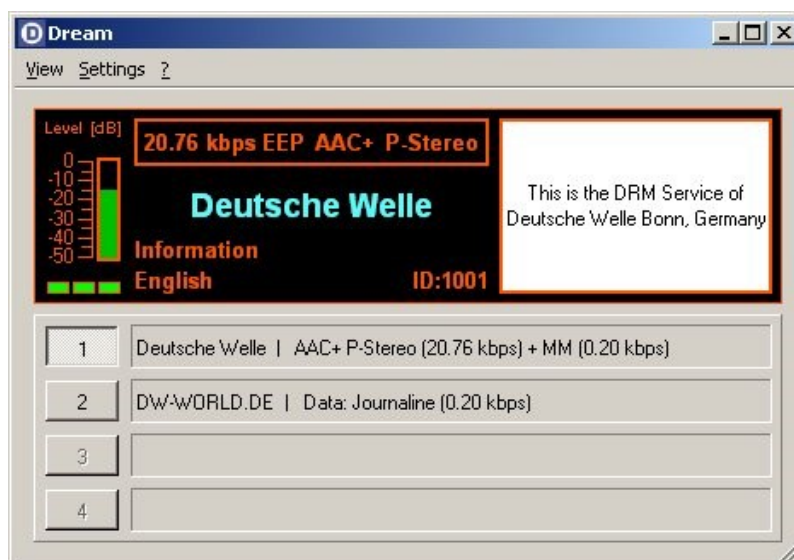 Dream
View Settings ?
Level [dB]
0
-10
-20
-30
-40
-50
20.76 kbps EEP AAC+ P-Stereo
Deutsche Welle
Information
English ID:1001
This is the DRM Service of
Deutsche Welle Bonn, Germany
1 Deutsche Welle | AAC+ P-Stereo (20.76 kbps) + MM (0.20 kbps)
2 DW-WORLD.DE | Data: Journaline (0.20 kbps)
3
4